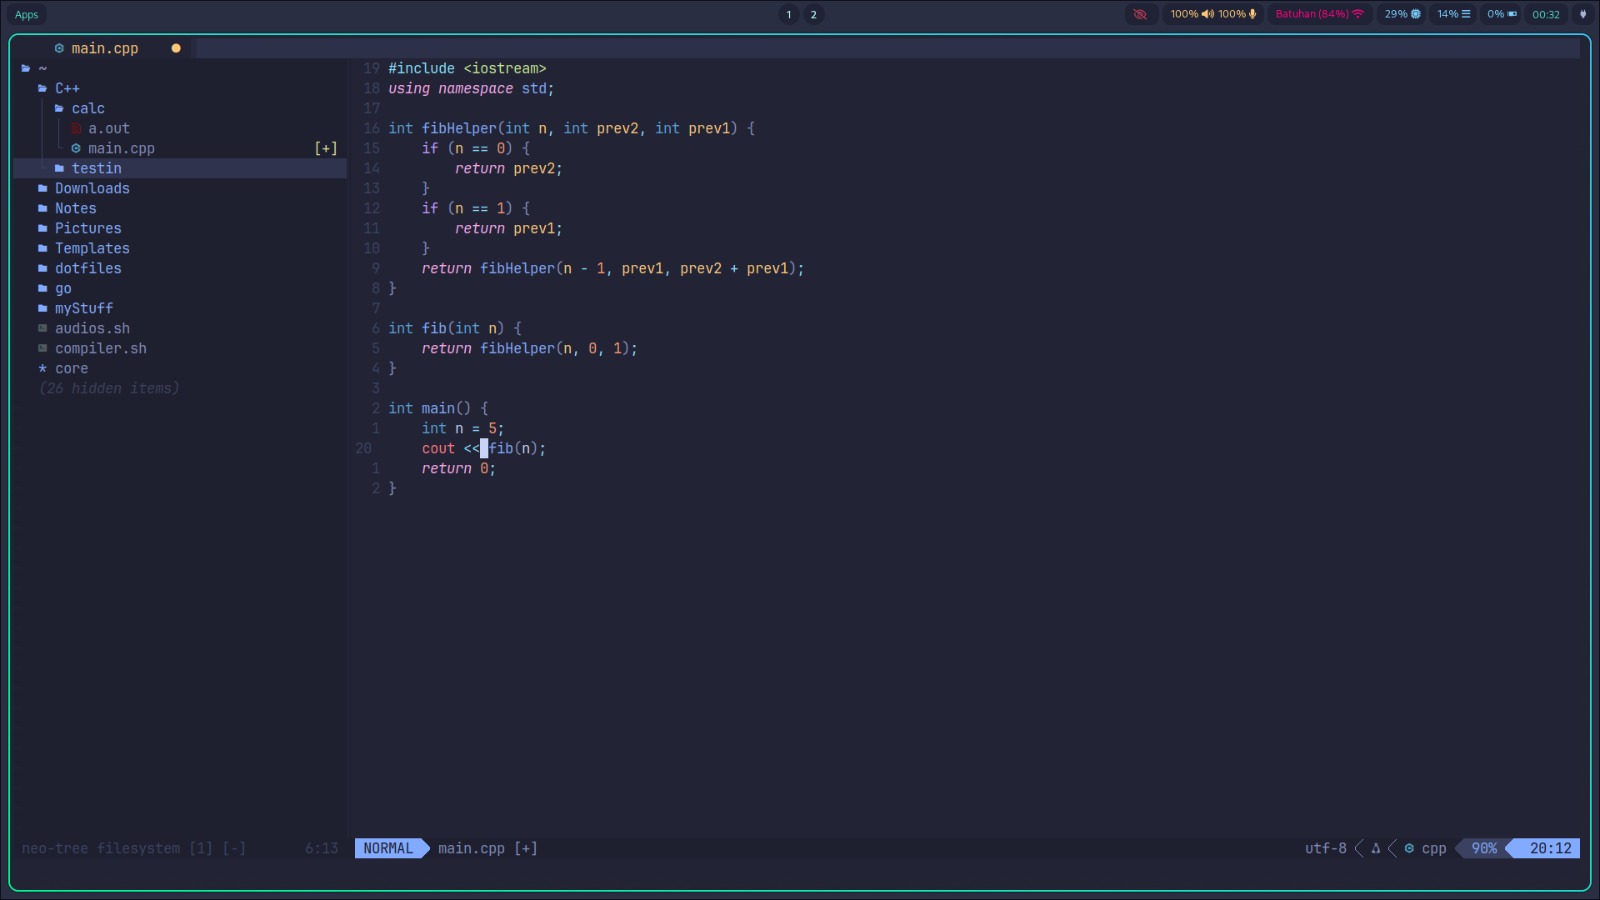 Apps 1 2 100% 100% Batuhan (84%) 29% 14% 0% 00:32
main.cpp
~
C++
calc
a.out
main.cpp [+]
testin
Downloads
Notes
Pictures
Templates
dotfiles
go
myStuff
audios.sh
compiler.sh
* core
(26 hidden items)
19 #include <iostream>
18 using namespace std;
17
16 int fibHelper(int n, int prev2, int prev1) {
15     if (n == 0) {
14         return prev2;
13     }
12     if (n == 1) {
11         return prev1;
10     }
9     return fibHelper(n - 1, prev1, prev2 + prev1);
8 }
7
6 int fib(int n) {
5     return fibHelper(n, 0, 1);
4 }
3
2 int main() {
1     int n = 5;
20     cout << fib(n);
1     return 0;
2 }
neo-tree filesystem [1] [-] 6:13 NORMAL main.cpp [+] utf-8 cpp 90% 20:12